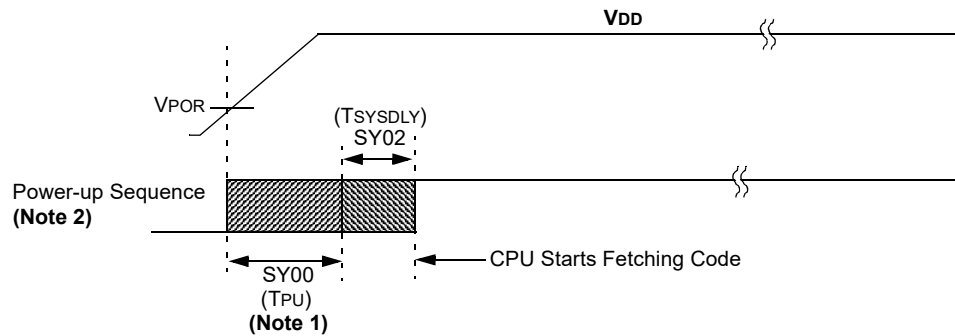 VDD
VPOR
(TSYSDLY)
SY02
Power-up Sequence
(Note 2)
CPU Starts Fetching Code
SY00
(TPU)
(Note 1)